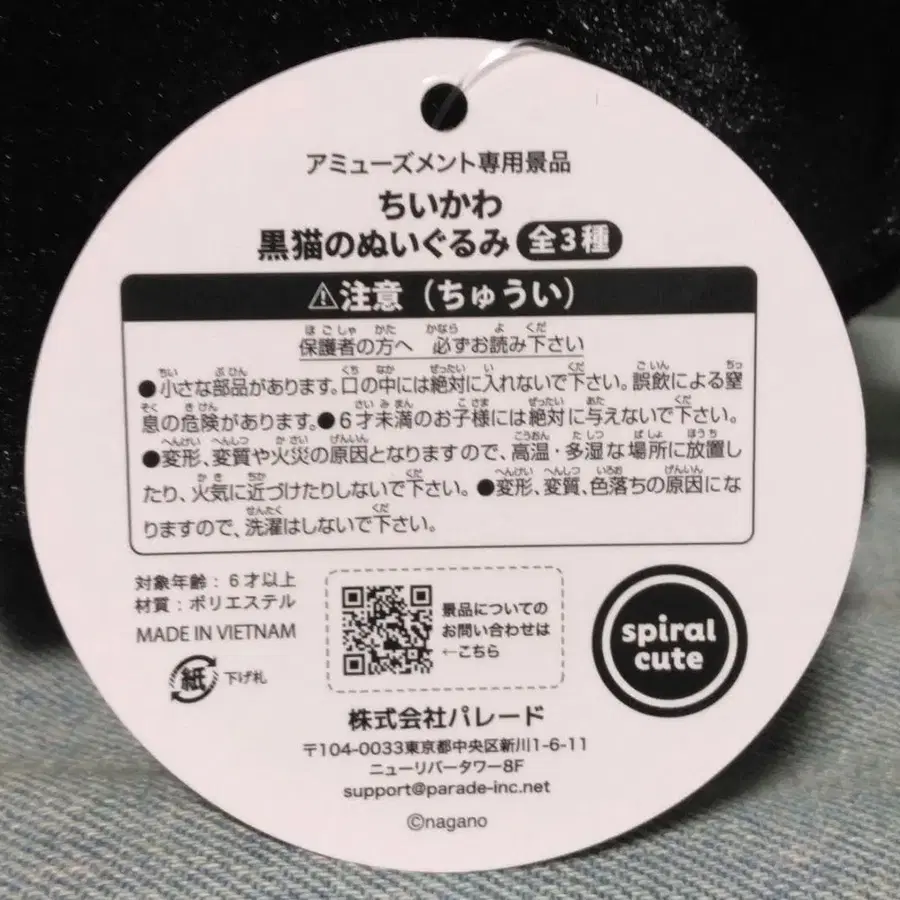 アミューズメント専用景品
ちいかわ
黒猫のぬいぐるみ 全3種
⚠注意（ちゅうい）
ほごしゃ かた かなら よ くだ
保護者の方へ 必ずお読み下さい
ちい ぶひん くち なか ぜったい い くだ ごいん ちっ
●小さな部品があります。口の中には絶対に入れないで下さい。誤飲による窒
そく きけん さいみまん こさま ぜったい あた くだ
息の危険があります。●6才未満のお子様には絶対に与えないで下さい。
へんけい へんしつ かさい げんいん こうおん たしつ ばしょ ほうち
●変形、変質や火災の原因となりますので、高温・多湿な場所に放置し
かき ちか くだ へんけい へんしつ いろお げんいん
たり、火気に近づけたりしないで下さい。●変形、変質、色落ちの原因にな
せんたく くだ
りますので、洗濯はしないで下さい。
対象年齢：6才以上
材質：ポリエステル
MADE IN VIETNAM
紙 下げ札
景品についての
お問い合わせは
←こちら
spiral
cute
株式会社パレード
〒104-0033東京都中央区新川1-6-11
ニューリバータワー8F
support@parade-inc.net
©nagano